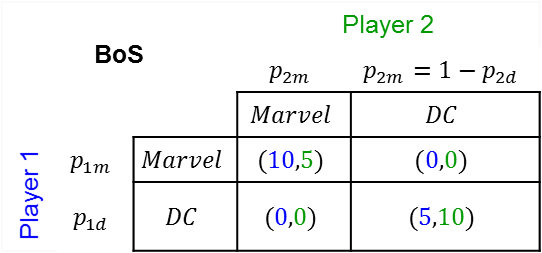 Player 2
BoS
p₂ₘ p₂ₘ = 1 − p₂d
Marvel DC
Player 1
p₁ₘ Marvel (10,5) (0,0)
p₁d DC (0,0) (5,10)